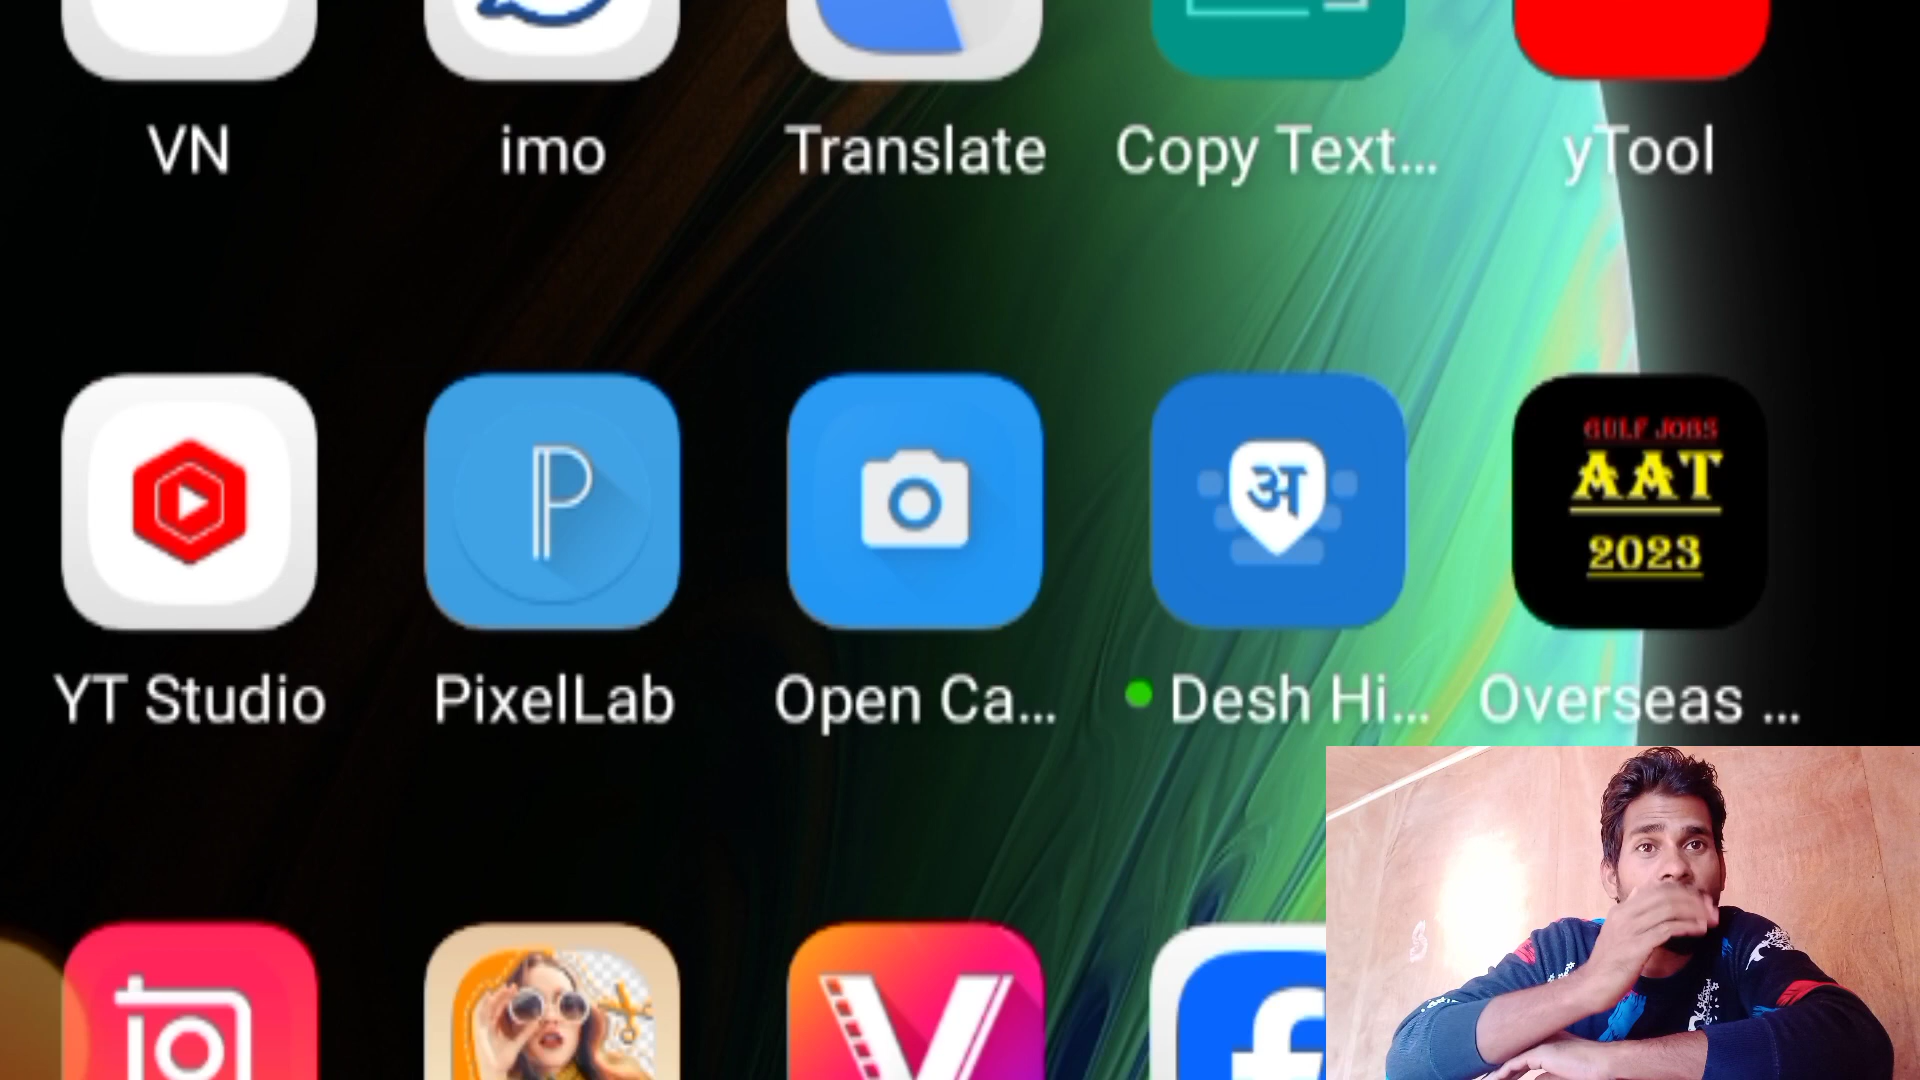 VN
imo
Translate
Copy Text...
yTool
P
अ
GULF JOBS
AAT
2023
YT Studio
PixelLab
Open Ca...
Desh Hi...
Overseas ...
V
f